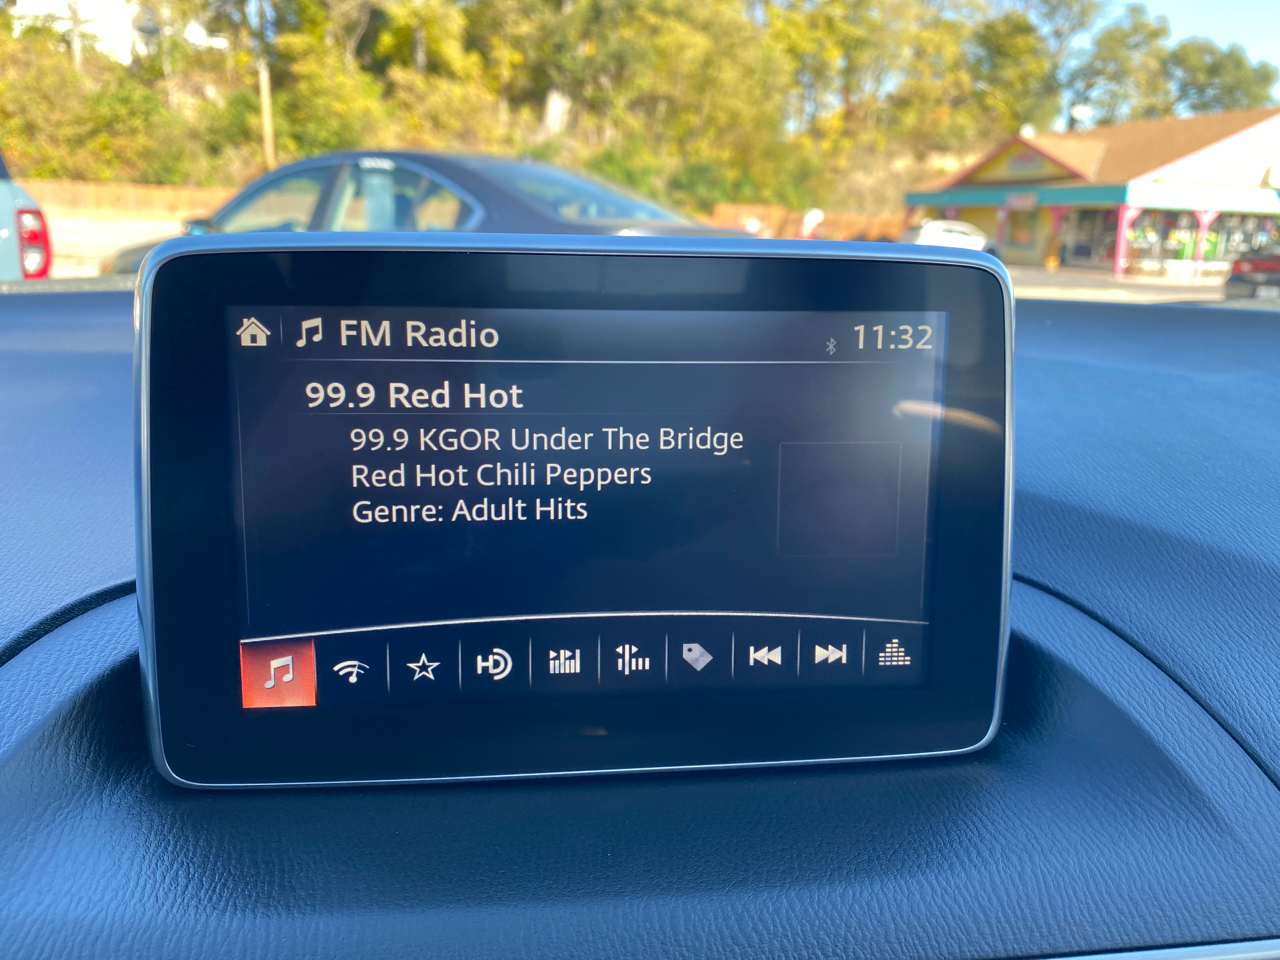 FM Radio
11:32
99.9 Red Hot
99.9 KGOR Under The Bridge
Red Hot Chili Peppers
Genre: Adult Hits
HD